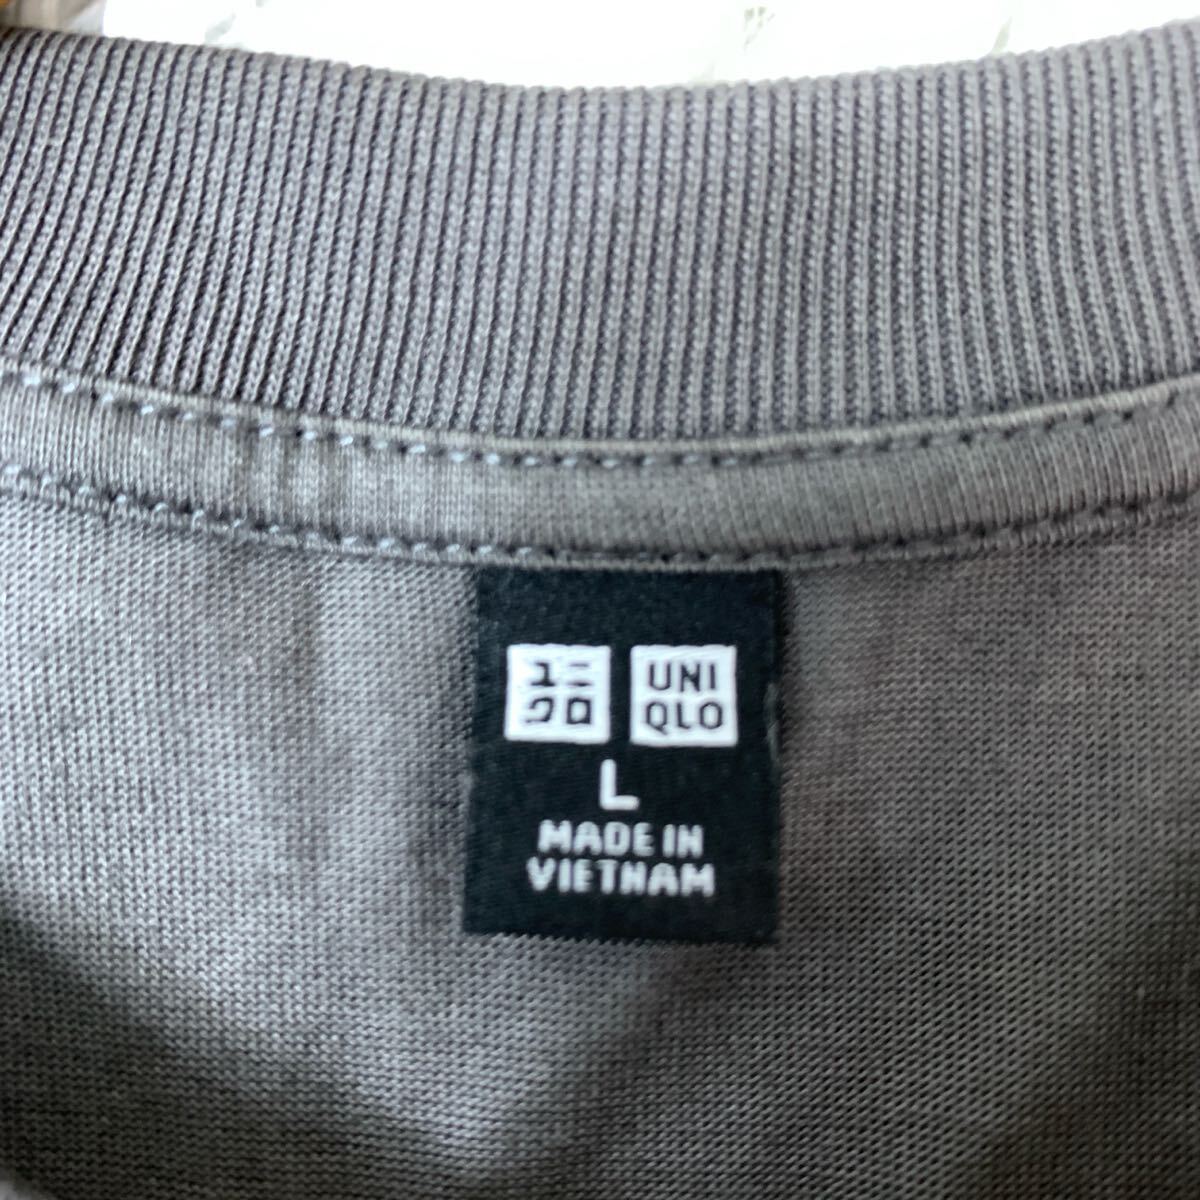 ユニ UNI
クロ QLO
L
MADE IN
VIETNAM